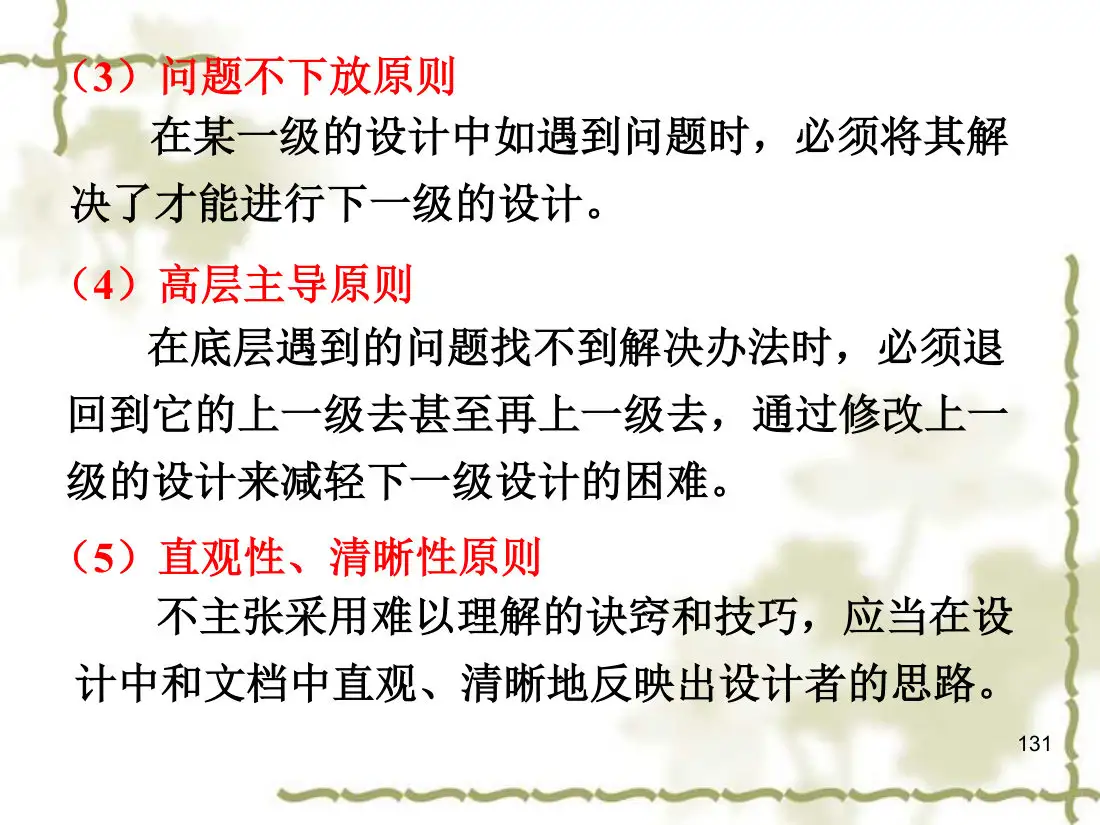 （3）问题不下放原则
在某一级的设计中如遇到问题时，必须将其解
决了才能进行下一级的设计。
（4）高层主导原则
在底层遇到的问题找不到解决办法时，必须退
回到它的上一级去甚至再上一级去，通过修改上一
级的设计来减轻下一级设计的困难。
（5）直观性、清晰性原则
不主张采用难以理解的诀窍和技巧，应当在设
计中和文档中直观、清晰地反映出设计者的思路。
131